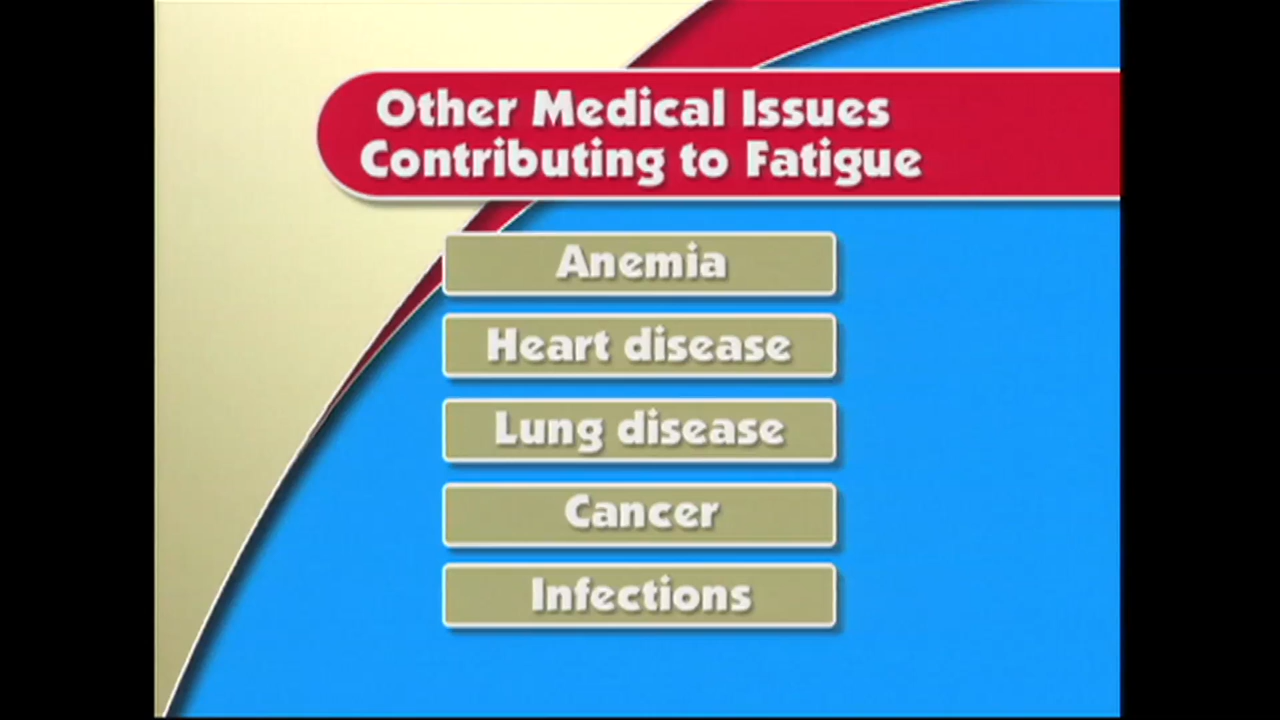 Other Medical Issues
Contributing to Fatigue
Anemia
Heart disease
Lung disease
Cancer
Infections